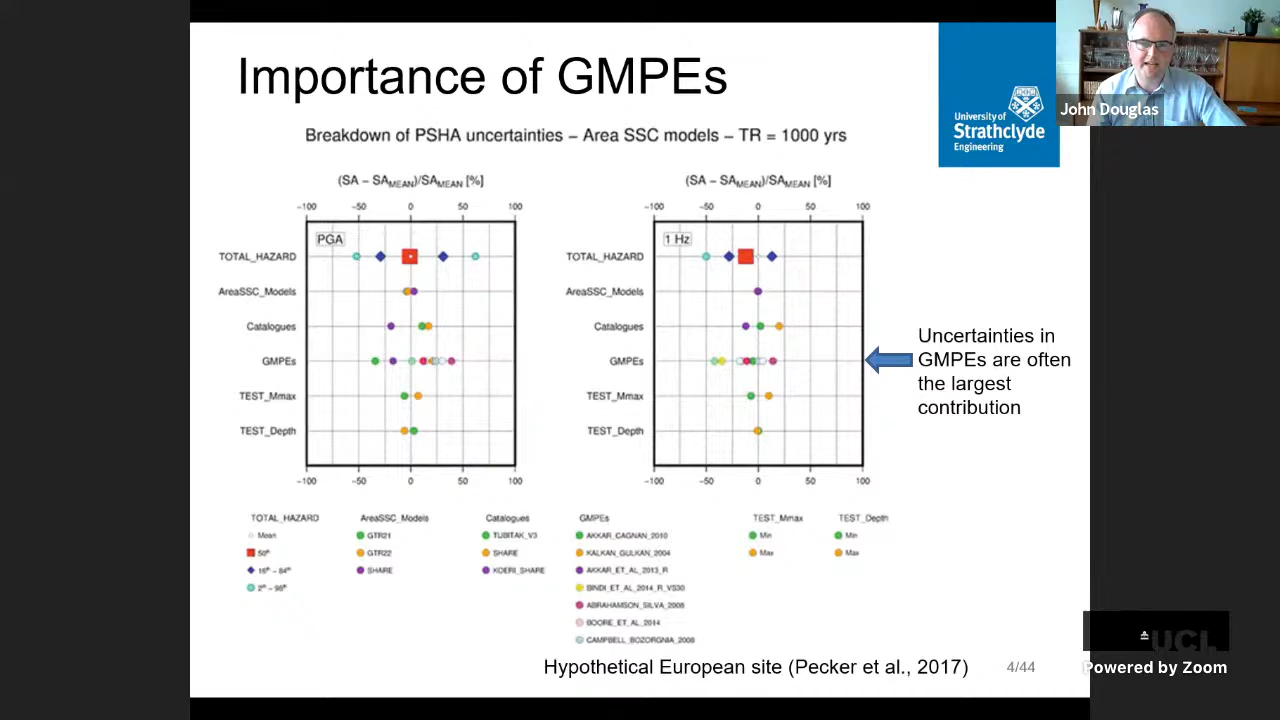 Importance of GMPEs
University of
Strathclyde
Engineering
John Douglas
Breakdown of PSHA uncertainties – Area SSC models – TR = 1000 yrs
(SA – SAMEAN)/SAMEAN [%]
−100 −50 0 50 100
PGA
TOTAL_HAZARD
AreaSSC_Models
Catalogues
GMPEs
TEST_Mmax
TEST_Depth
−100 −50 0 50 100
(SA – SAMEAN)/SAMEAN [%]
−100 −50 0 50 100
1 Hz
TOTAL_HAZARD
AreaSSC_Models
Catalogues
GMPEs
TEST_Mmax
TEST_Depth
−100 −50 0 50 100
Uncertainties in
GMPEs are often
the largest
contribution
TOTAL_HAZARD
Mean
50th
16th – 84th
2th – 98th
AreaSSC_Models
GTR21
GTR22
SHARE
Catalogues
TUBITAK_V3
SHARE
KOERI_SHARE
GMPEs
AKKAR_CAGNAN_2010
KALKAN_GULKAN_2004
AKKAR_ET_AL_2013_R
BINDI_ET_AL_2014_R_VS30
ABRAHAMSON_SILVA_2008
BOORE_ET_AL_2014
CAMPBELL_BOZORGNIA_2008
TEST_Mmax
Min
Max
TEST_Depth
Min
Max
Hypothetical European site (Pecker et al., 2017)
4/44
UCL
Powered by Zoom